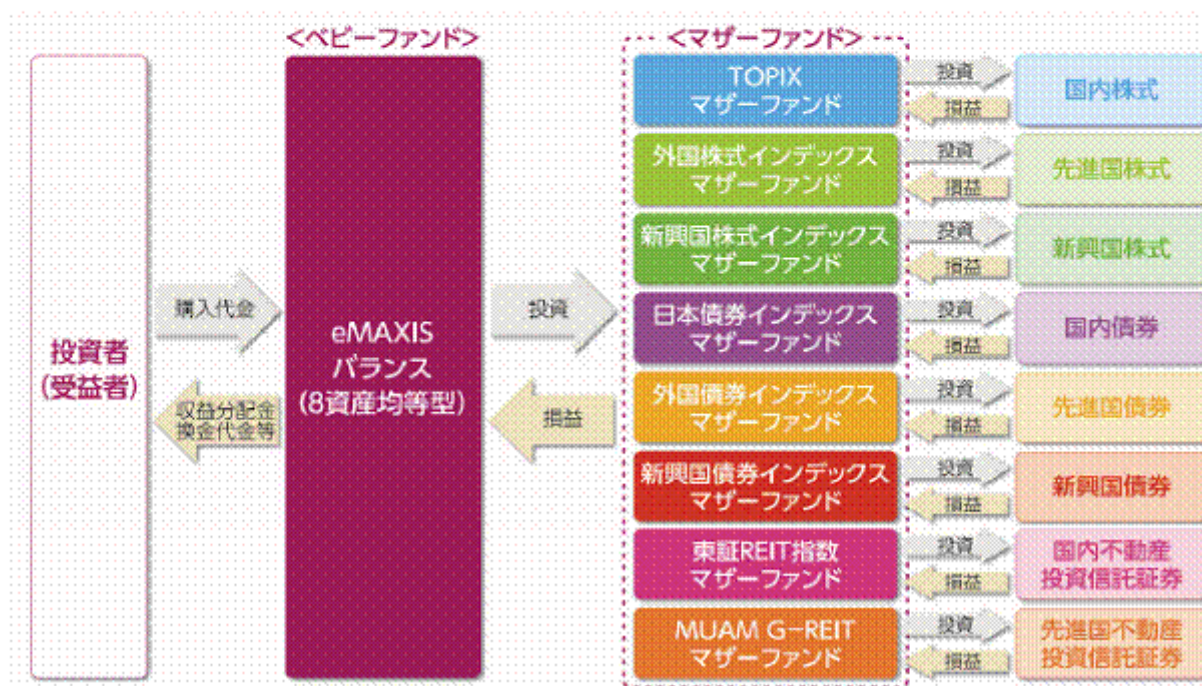 <ベビーファンド>
<マザーファンド>
投資者
(受益者)
購入代金
収益分配金
換金代金等
eMAXIS
バランス
(8資産均等型)
投資
損益
TOPIX
マザーファンド
投資
損益
国内株式
外国株式インデックス
マザーファンド
投資
損益
先進国株式
新興国株式インデックス
マザーファンド
投資
損益
新興国株式
日本債券インデックス
マザーファンド
投資
損益
国内債券
外国債券インデックス
マザーファンド
投資
損益
先進国債券
新興国債券インデックス
マザーファンド
投資
損益
新興国債券
東証REIT指数
マザーファンド
投資
損益
国内不動産
投資信託証券
MUAM G-REIT
マザーファンド
投資
損益
先進国不動産
投資信託証券